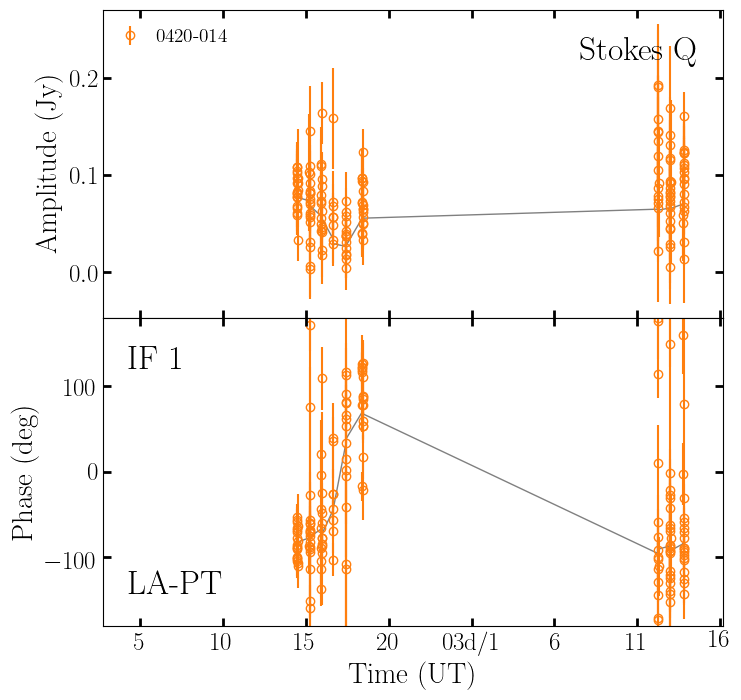 0420-014
Stokes Q
0.2
0.1
0.0
Amplitude (Jy)
IF 1
100
0
−100
Phase (deg)
LA-PT
5 10 15 20 03d/1 6 11 16
Time (UT)